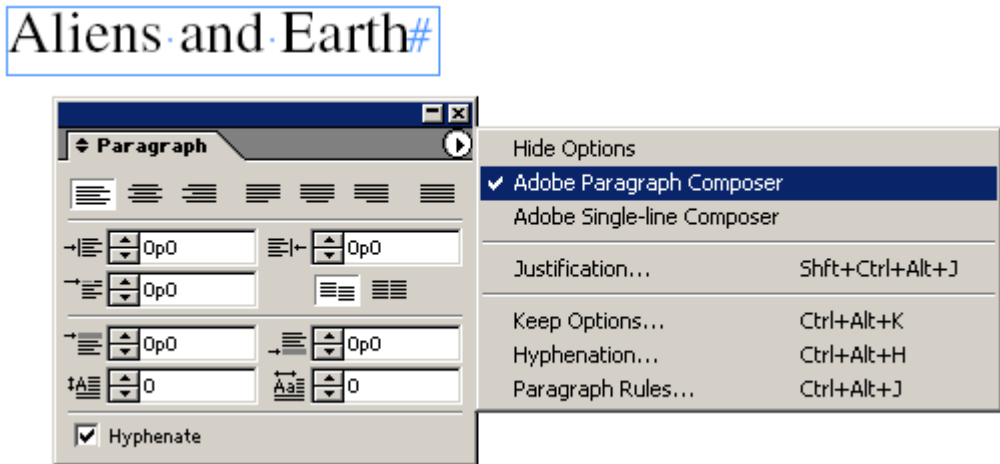 Aliens·and·Earth#
Paragraph
0p0 0p0
0p0
0p0 0p0
0 0
Hyphenate
Hide Options
Adobe Paragraph Composer
Adobe Single-line Composer
Justification... Shft+Ctrl+Alt+J
Keep Options... Ctrl+Alt+K
Hyphenation... Ctrl+Alt+H
Paragraph Rules... Ctrl+Alt+J